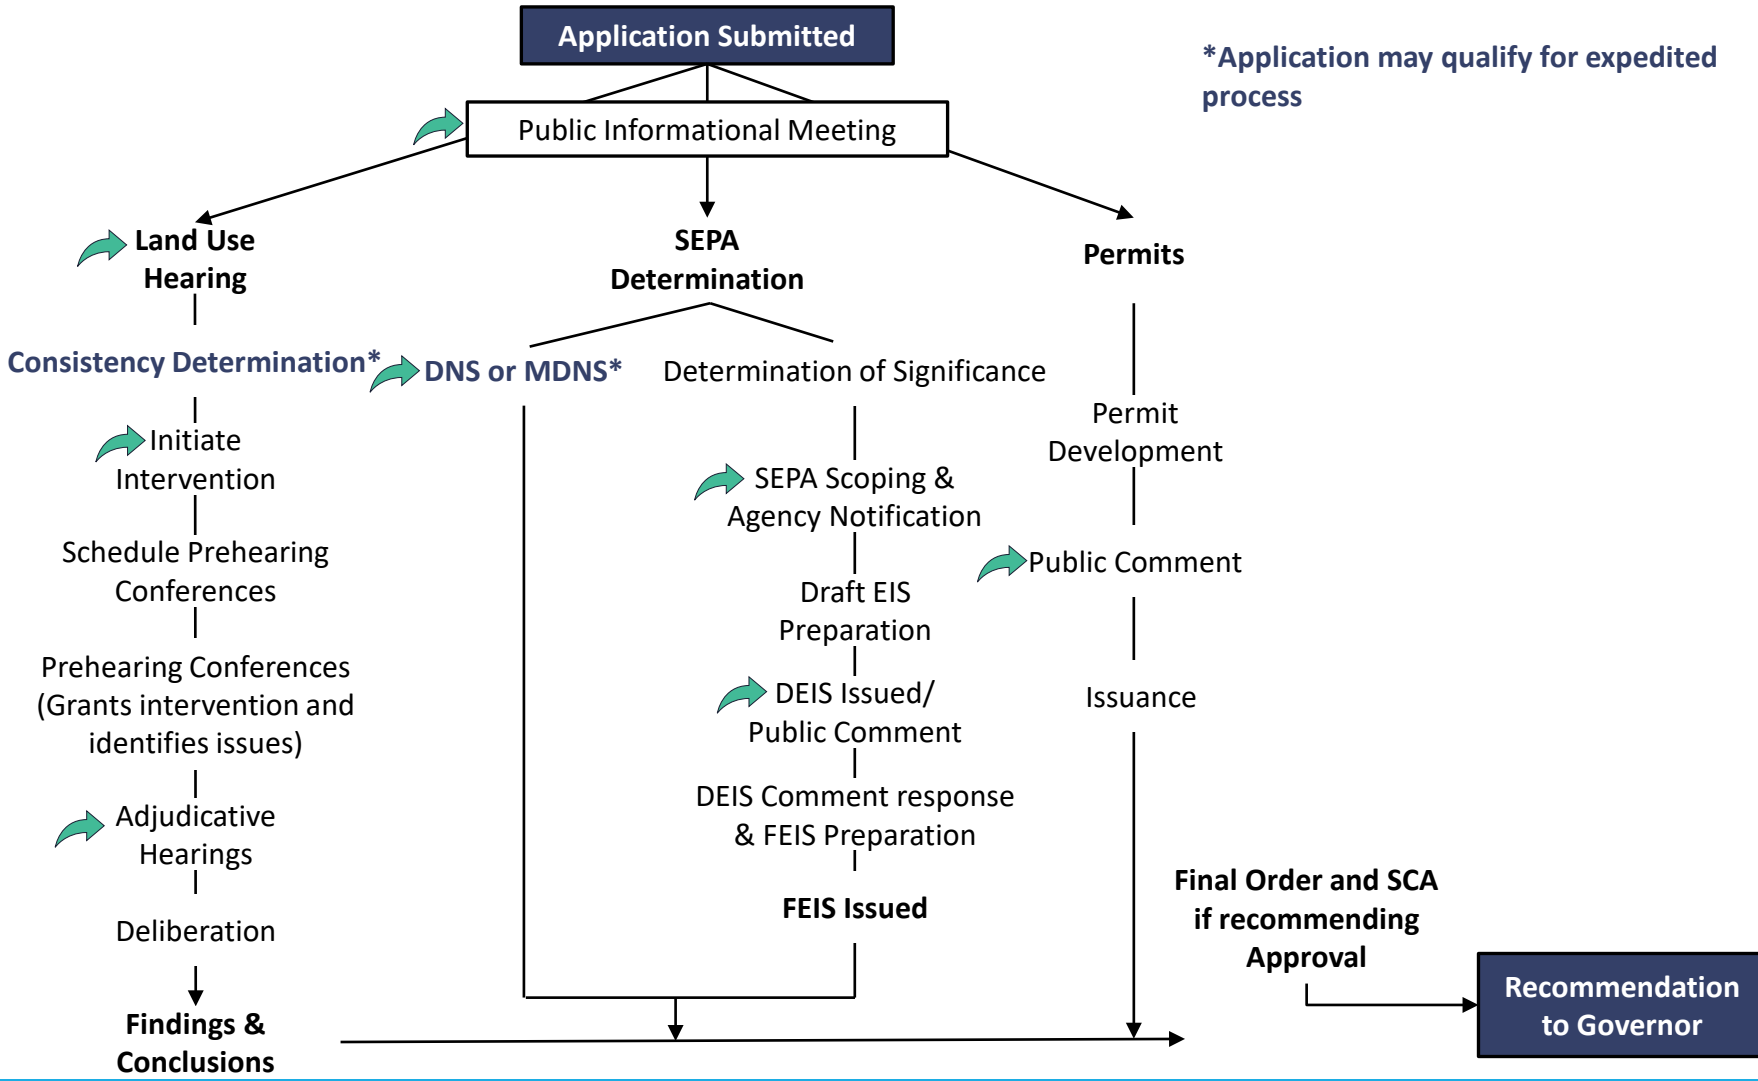 Application Submitted
*Application may qualify for expedited
process
Public Informational Meeting
Land Use
Hearing
Consistency Determination*
Initiate
Intervention
Schedule Prehearing
Conferences
Prehearing Conferences
(Grants intervention and
identifies issues)
Adjudicative
Hearings
Deliberation
Findings &
Conclusions
SEPA
Determination
DNS or MDNS*
Determination of Significance
SEPA Scoping &
Agency Notification
Draft EIS
Preparation
DEIS Issued/
Public Comment
DEIS Comment response
& FEIS Preparation
FEIS Issued
Permits
Permit
Development
Public Comment
Issuance
Final Order and SCA
if recommending
Approval
Recommendation
to Governor